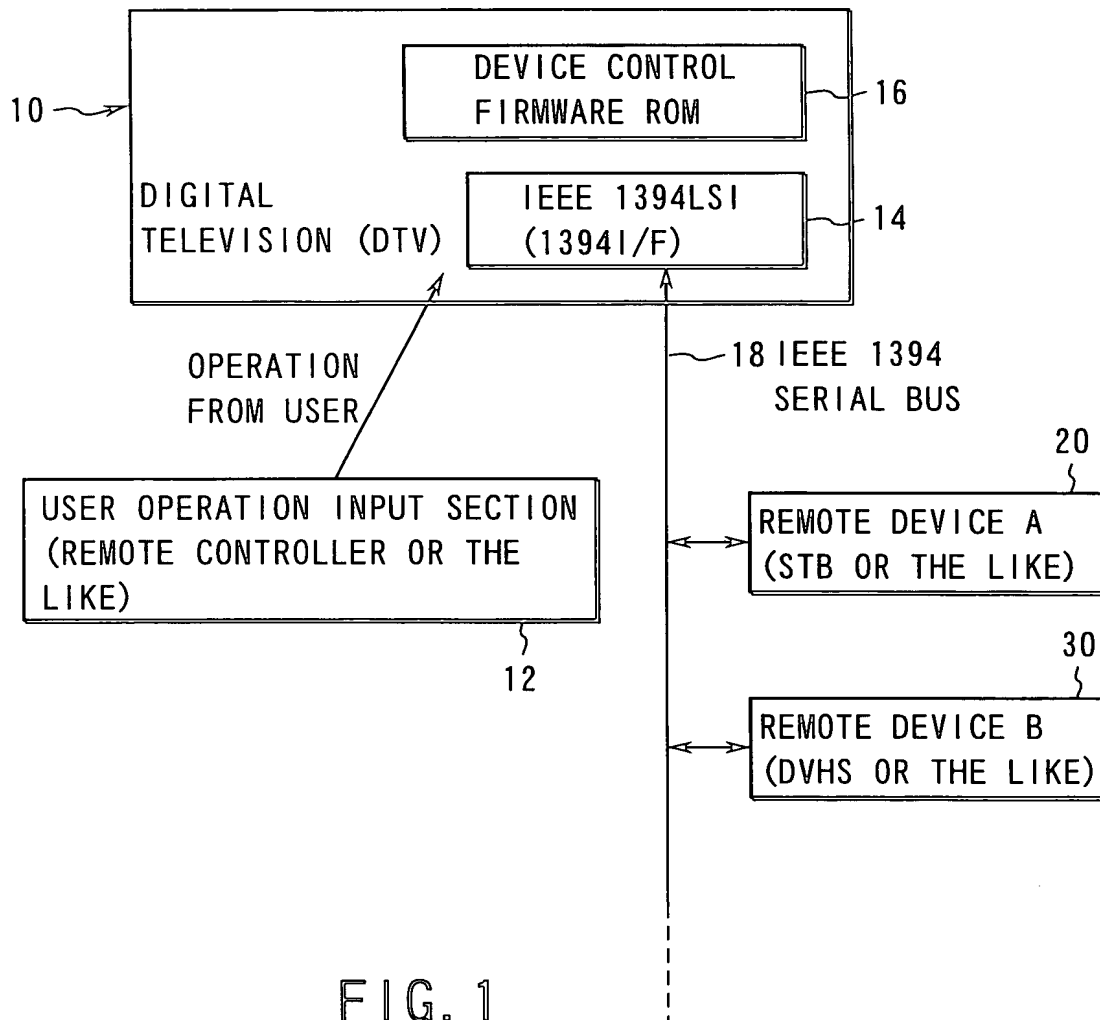 DEVICE CONTROL
FIRMWARE ROM
16
10
DIGITAL
TELEVISION (DTV)
IEEE 1394LSI
(1394I/F)
14
OPERATION
FROM USER
18 IEEE 1394
SERIAL BUS
USER OPERATION INPUT SECTION
(REMOTE CONTROLLER OR THE
LIKE)
12
20
REMOTE DEVICE A
(STB OR THE LIKE)
30
REMOTE DEVICE B
(DVHS OR THE LIKE)
FIG. 1